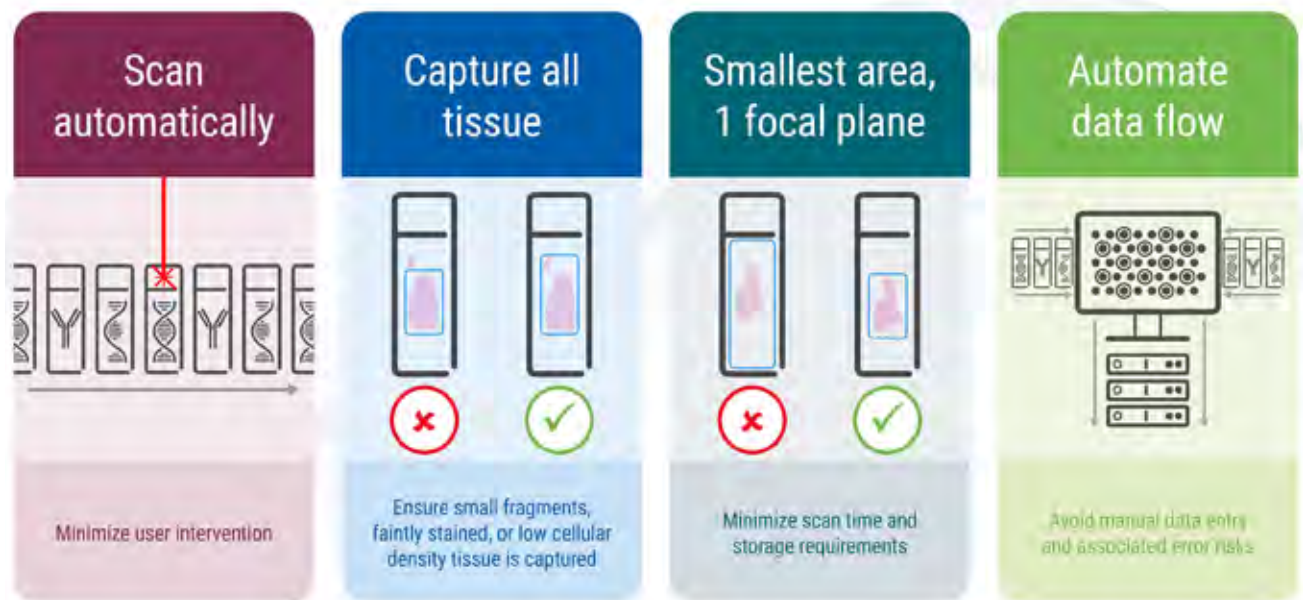 Scan
automatically
Minimize user intervention
Capture all
tissue
Ensure small fragments,
faintly stained, or low cellular
density tissue is captured
Smallest area,
1 focal plane
Minimize scan time and
storage requirements
Automate
data flow
Avoid manual data entry
and associated error risks